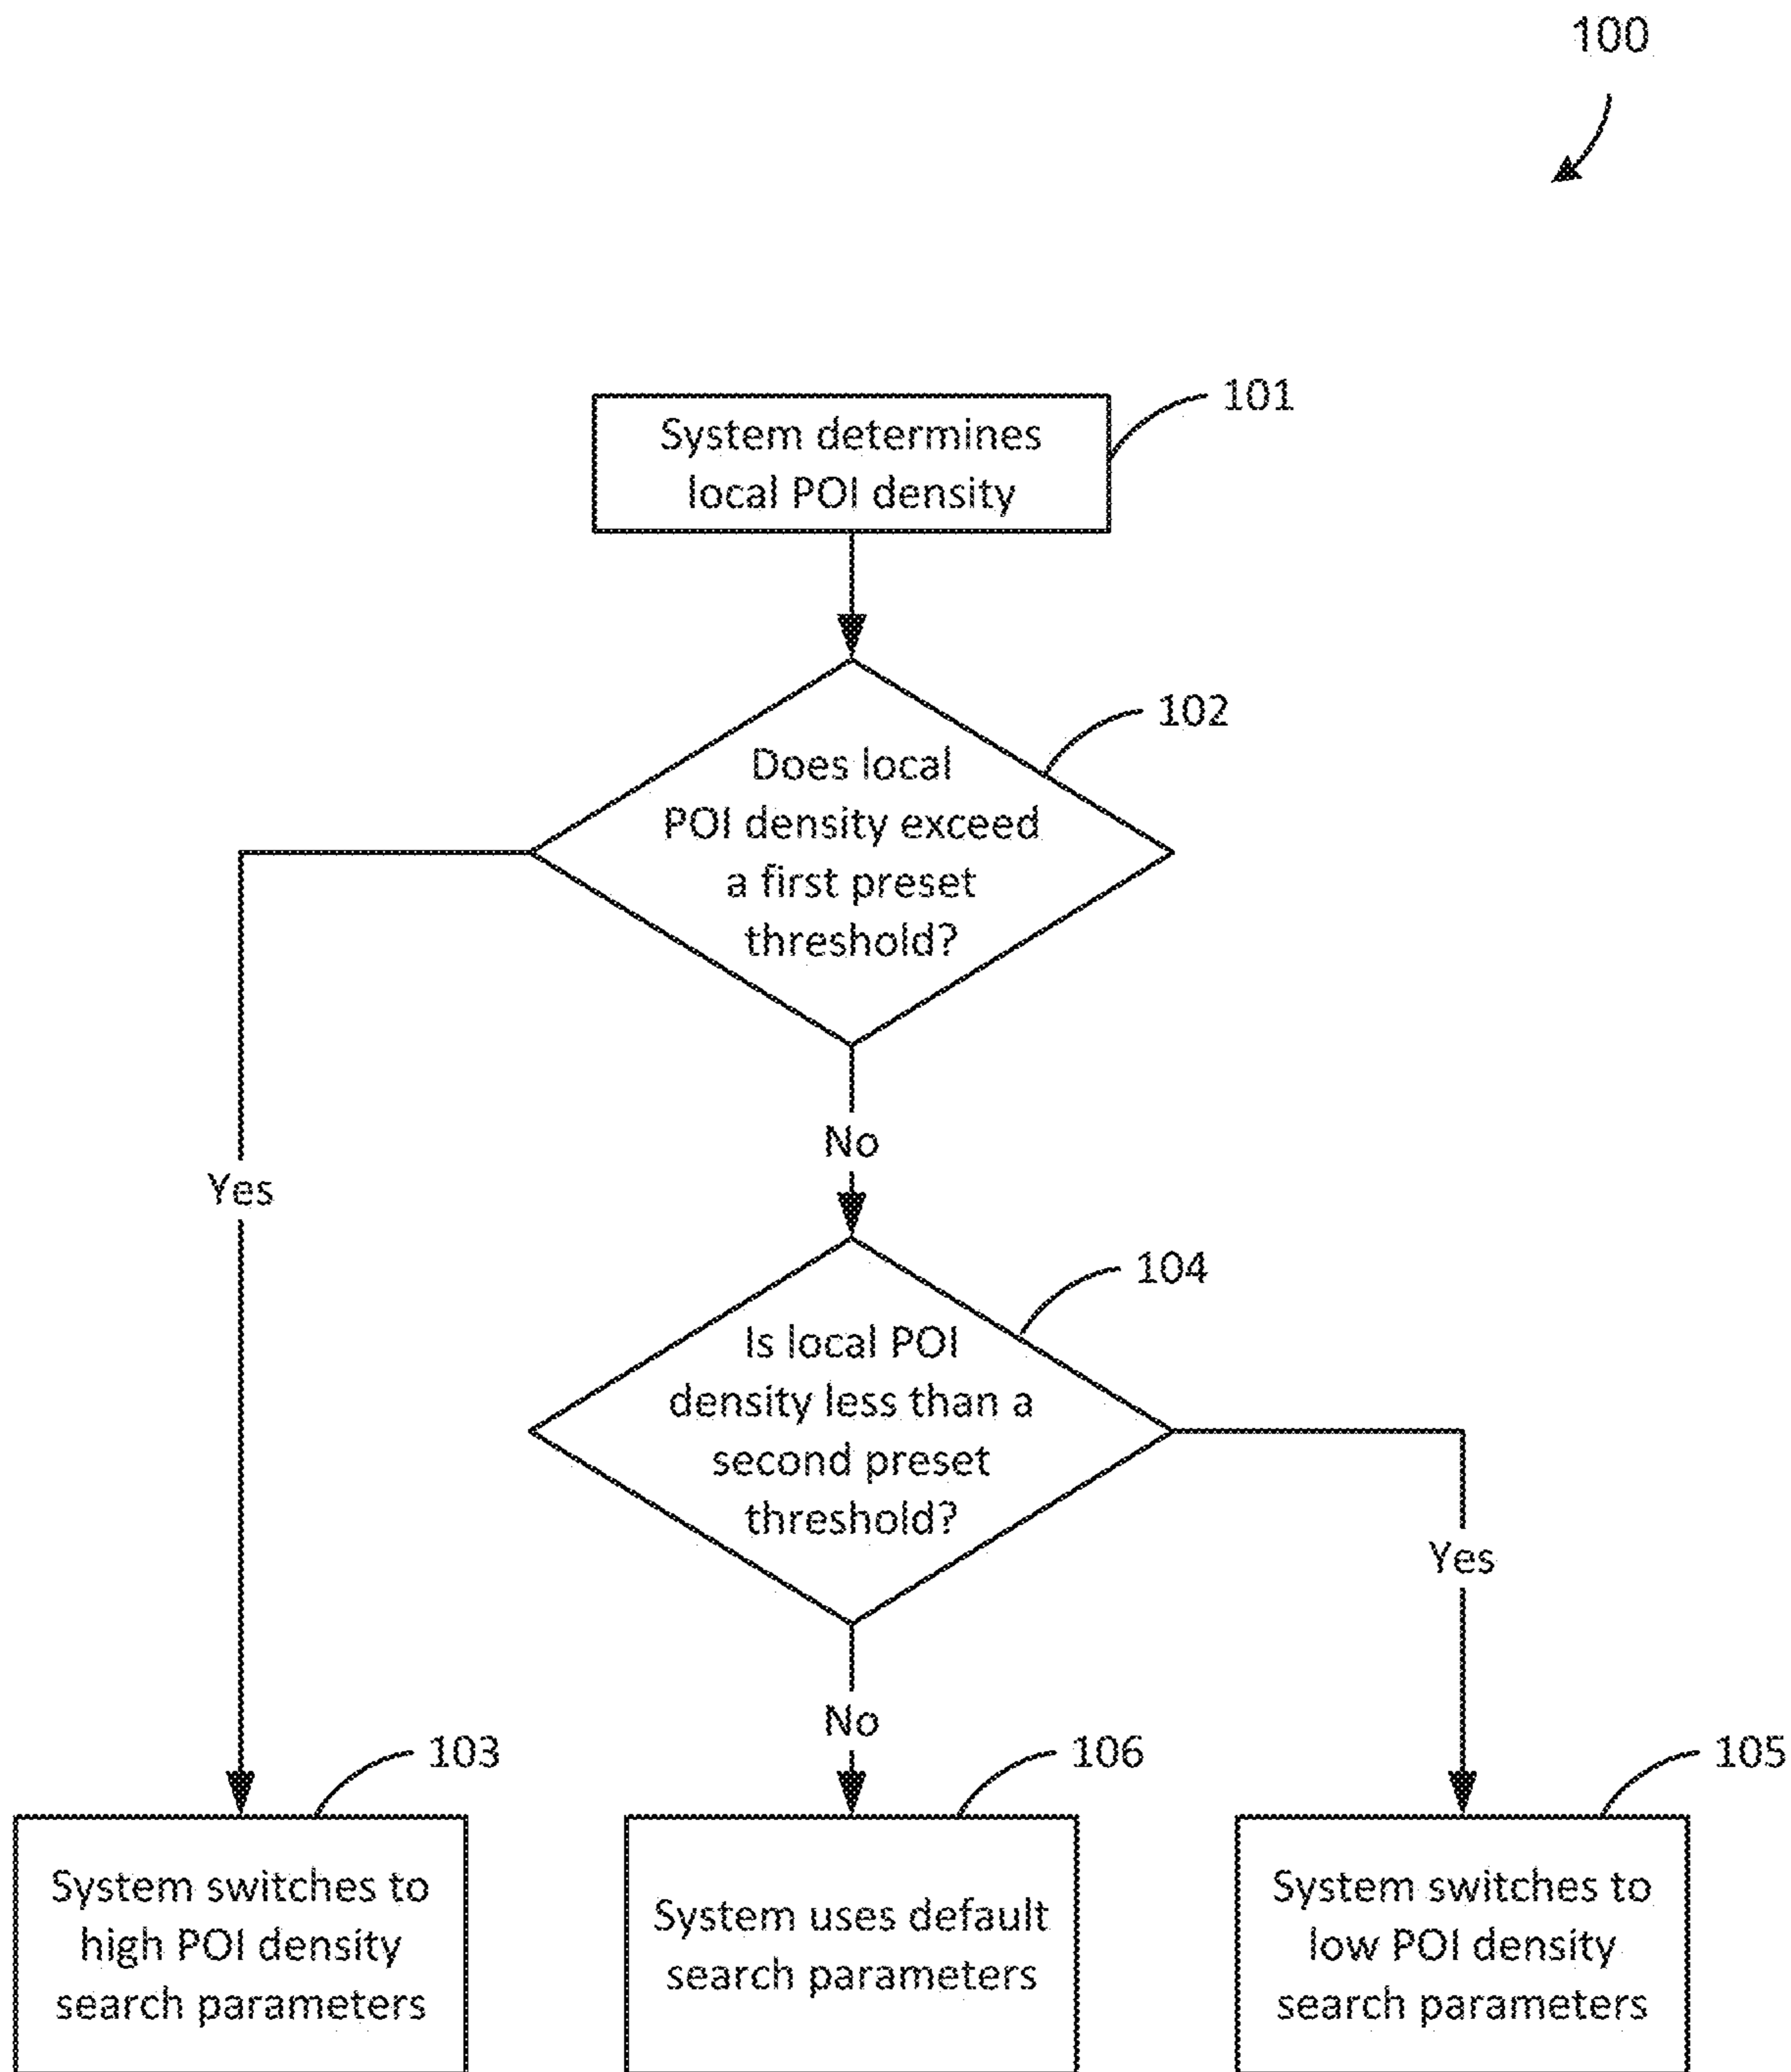 100
101
System determines
local POI density
102
Does local
POI density exceed
a first preset
threshold?
No
Yes
104
Is local POI
density less than a
second preset
threshold?
Yes
No
103
106
105
System switches to
high POI density
search parameters
System uses default
search parameters
System switches to
low POI density
search parameters